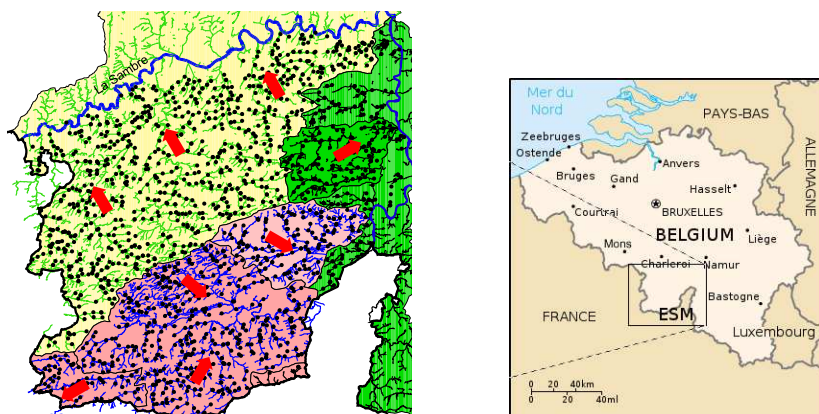 La Sambre
Mer du
Nord
PAYS-BAS
ALLEMAGNE
Zeebruges
Ostende
Anvers
Bruges
Gand
Hasselt
Courtrai
BRUXELLES
BELGIUM
Liège
Mons
Charleroi
Namur
Bastogne
FRANCE
ESM
Luxembourg
0 20 40km
0 20 40ml